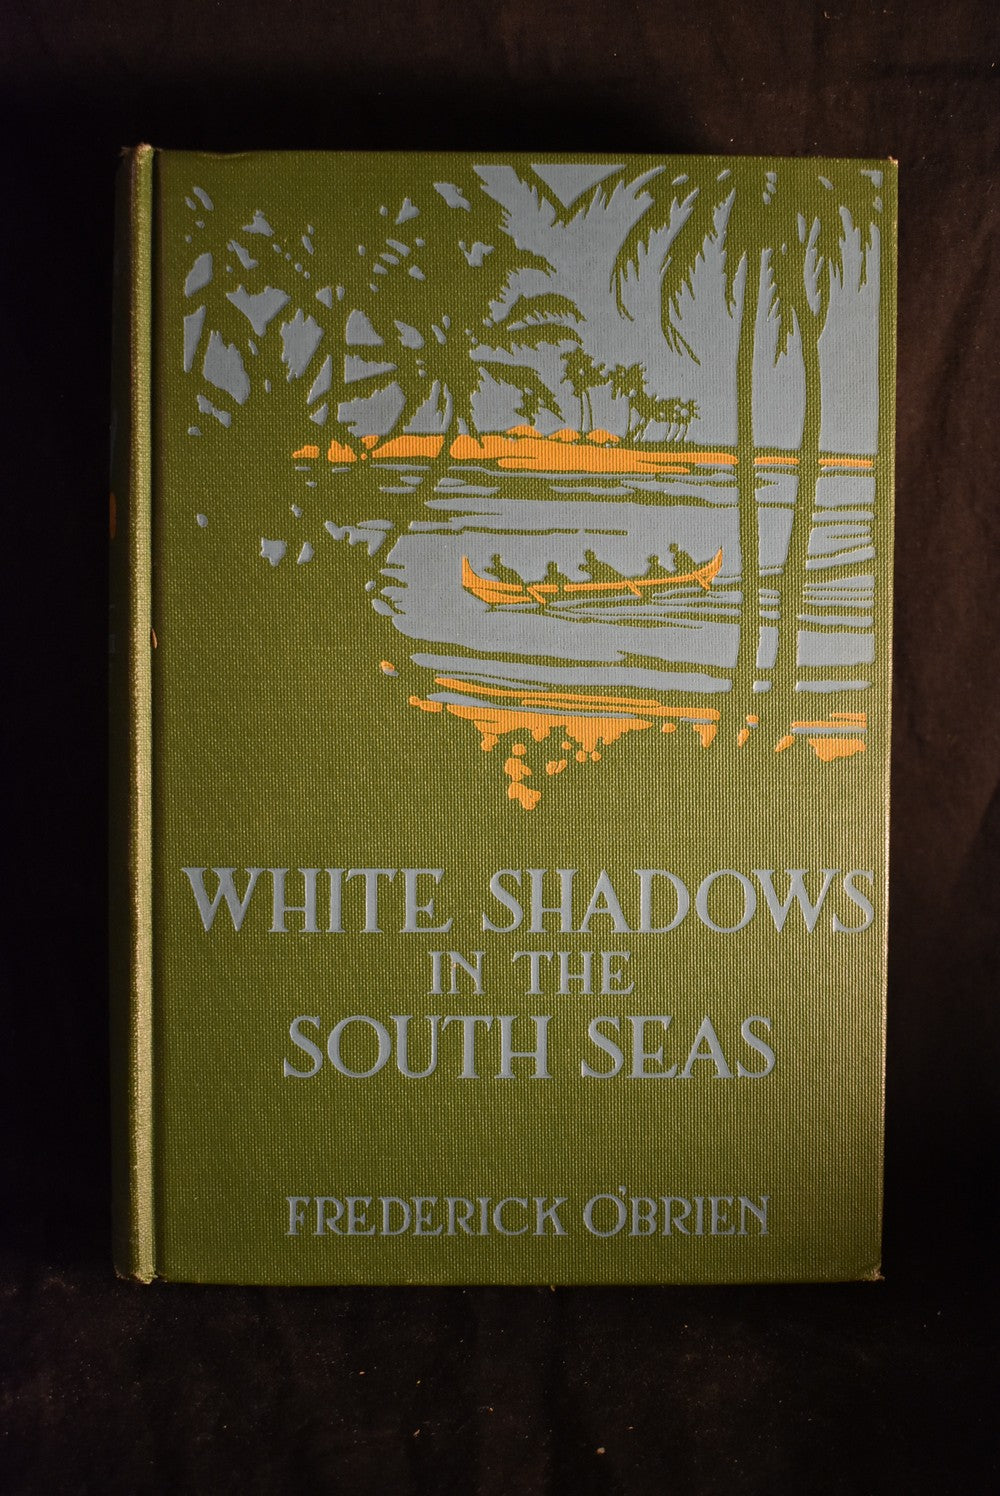 WHITE SHADOWS
IN THE
SOUTH SEAS
FREDERICK O'BRIEN